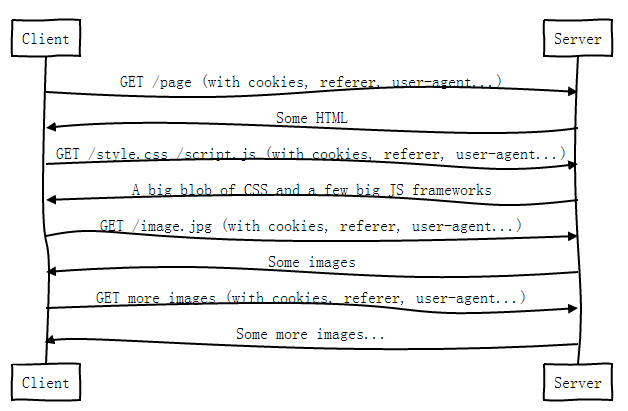 Client Server
GET /page (with cookies, referer, user-agent...)
Some HTML
GET /style.css /script.js (with cookies, referer, user-agent...)
A big blob of CSS and a few big JS frameworks
GET /image.jpg (with cookies, referer, user-agent...)
Some images
GET more images (with cookies, referer, user-agent...)
Some more images...
Client Server